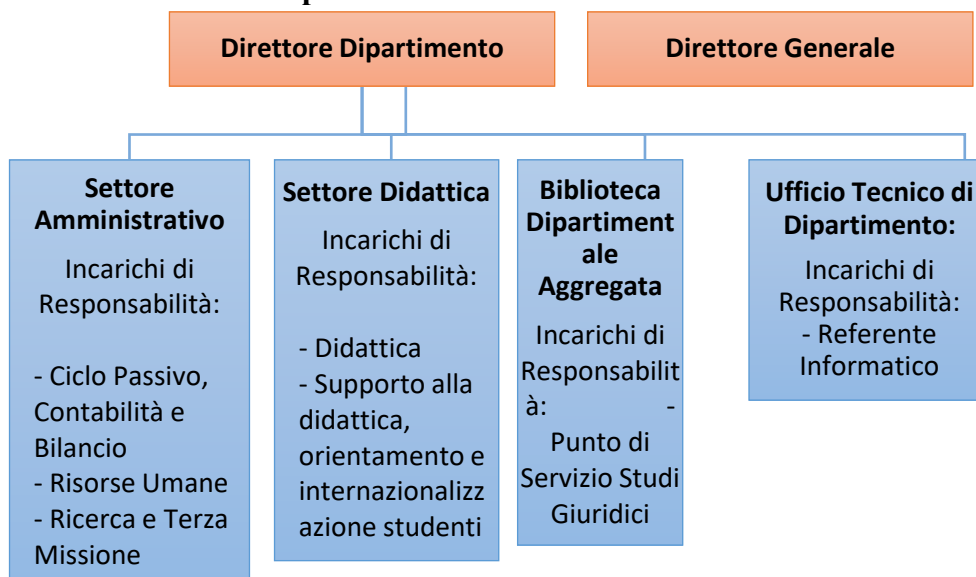 Direttore Dipartimento
Direttore Generale
Settore
Amministrativo
Incarichi di
Responsabilità:
- Ciclo Passivo,
Contabilità e
Bilancio
- Risorse Umane
- Ricerca e Terza
Missione
Settore Didattica
Incarichi di
Responsabilità:
- Didattica
- Supporto alla
didattica,
orientamento e
internazionalizz
azione studenti
Biblioteca
Dipartiment
ale
Aggregata
Incarichi di
Responsabilit
à: -
Punto di
Servizio Studi
Giuridici
Ufficio Tecnico di
Dipartimento:
Incarichi di
Responsabilità:
- Referente
Informatico